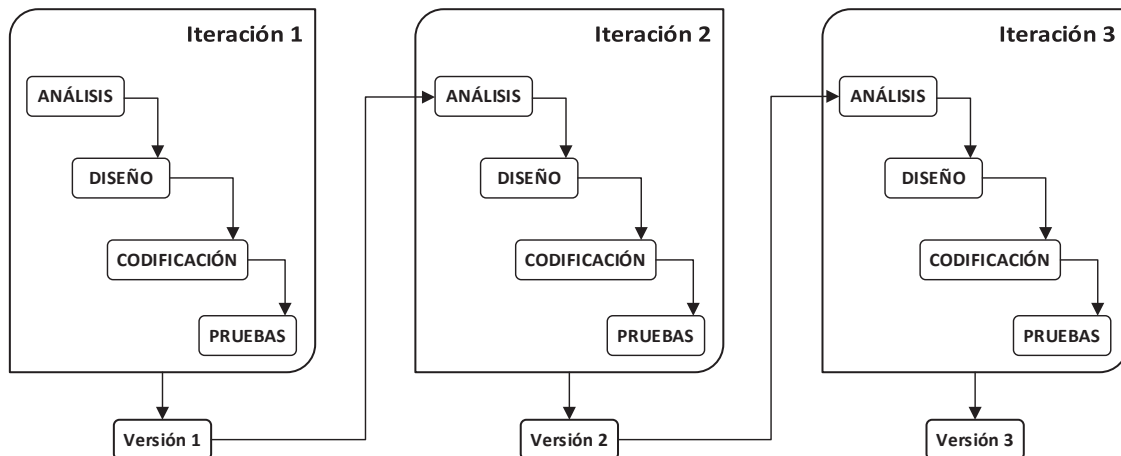 Iteración 1
ANÁLISIS
DISEÑO
CODIFICACIÓN
PRUEBAS
Versión 1
Iteración 2
ANÁLISIS
DISEÑO
CODIFICACIÓN
PRUEBAS
Versión 2
Iteración 3
ANÁLISIS
DISEÑO
CODIFICACIÓN
PRUEBAS
Versión 3